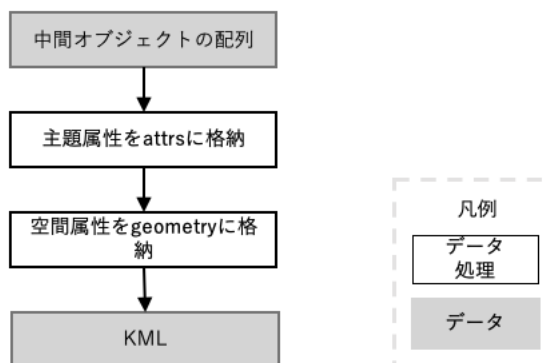 中間オブジェクトの配列
主題属性をattrsに格納
空間属性をgeometryに格
納
KML
凡例
データ
処理
データ